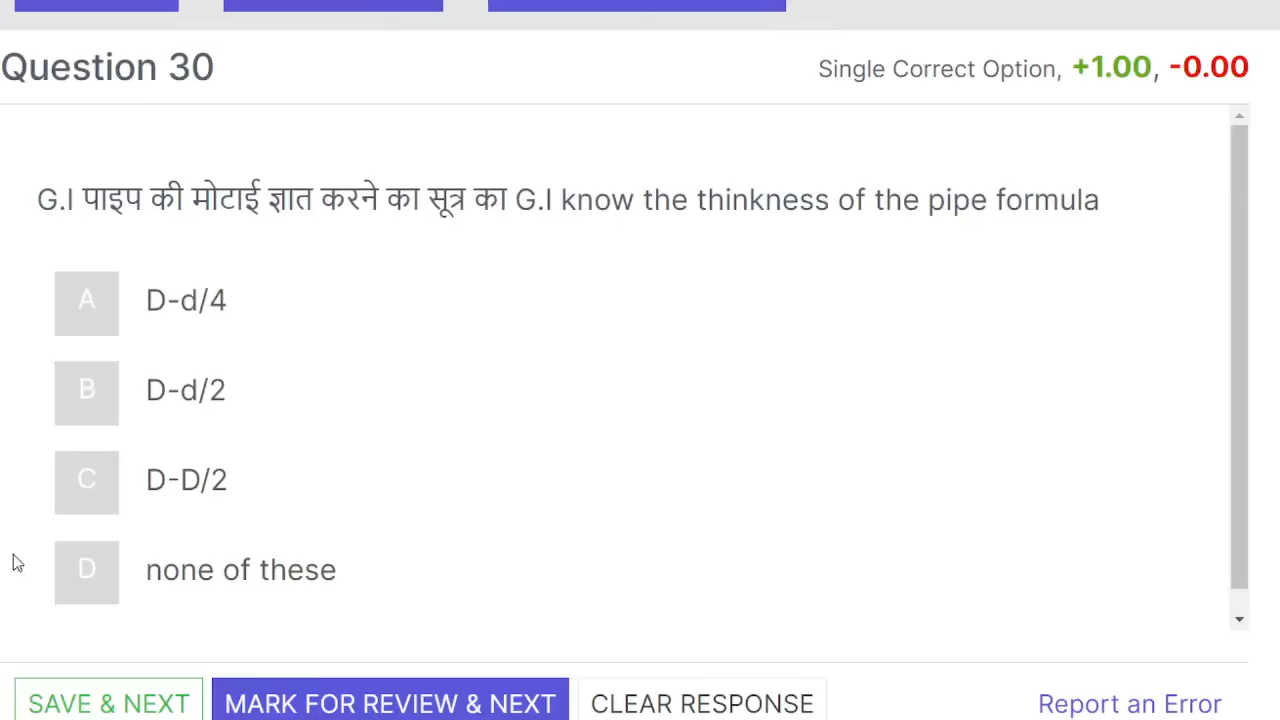 Question 30
Single Correct Option, +1.00, -0.00
G.I पाइप की मोटाई ज्ञात करने का सूत्र का G.I know the thinkness of the pipe formula
A D-d/4
B D-d/2
C D-D/2
D none of these
SAVE & NEXT
MARK FOR REVIEW & NEXT
CLEAR RESPONSE
Report an Error